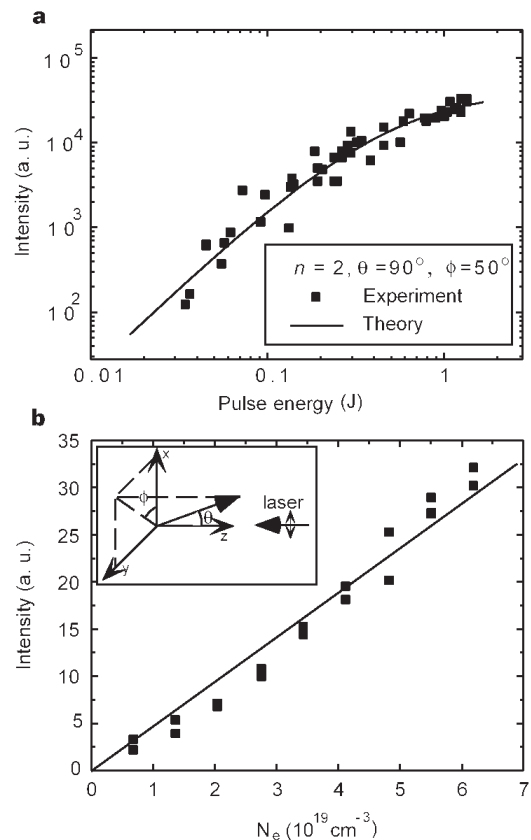 a
Intensity (a. u.)
10^5
10^4
10^3
10^2
n = 2, θ = 90°, ϕ = 50°
Experiment
Theory
0.01 0.1 1
Pulse energy (J)
b
Intensity (a. u.)
35
30
25
20
15
10
5
0
x
ϕ
θ
z
y
laser
0 1 2 3 4 5 6 7
N_e (10^19 cm^-3)